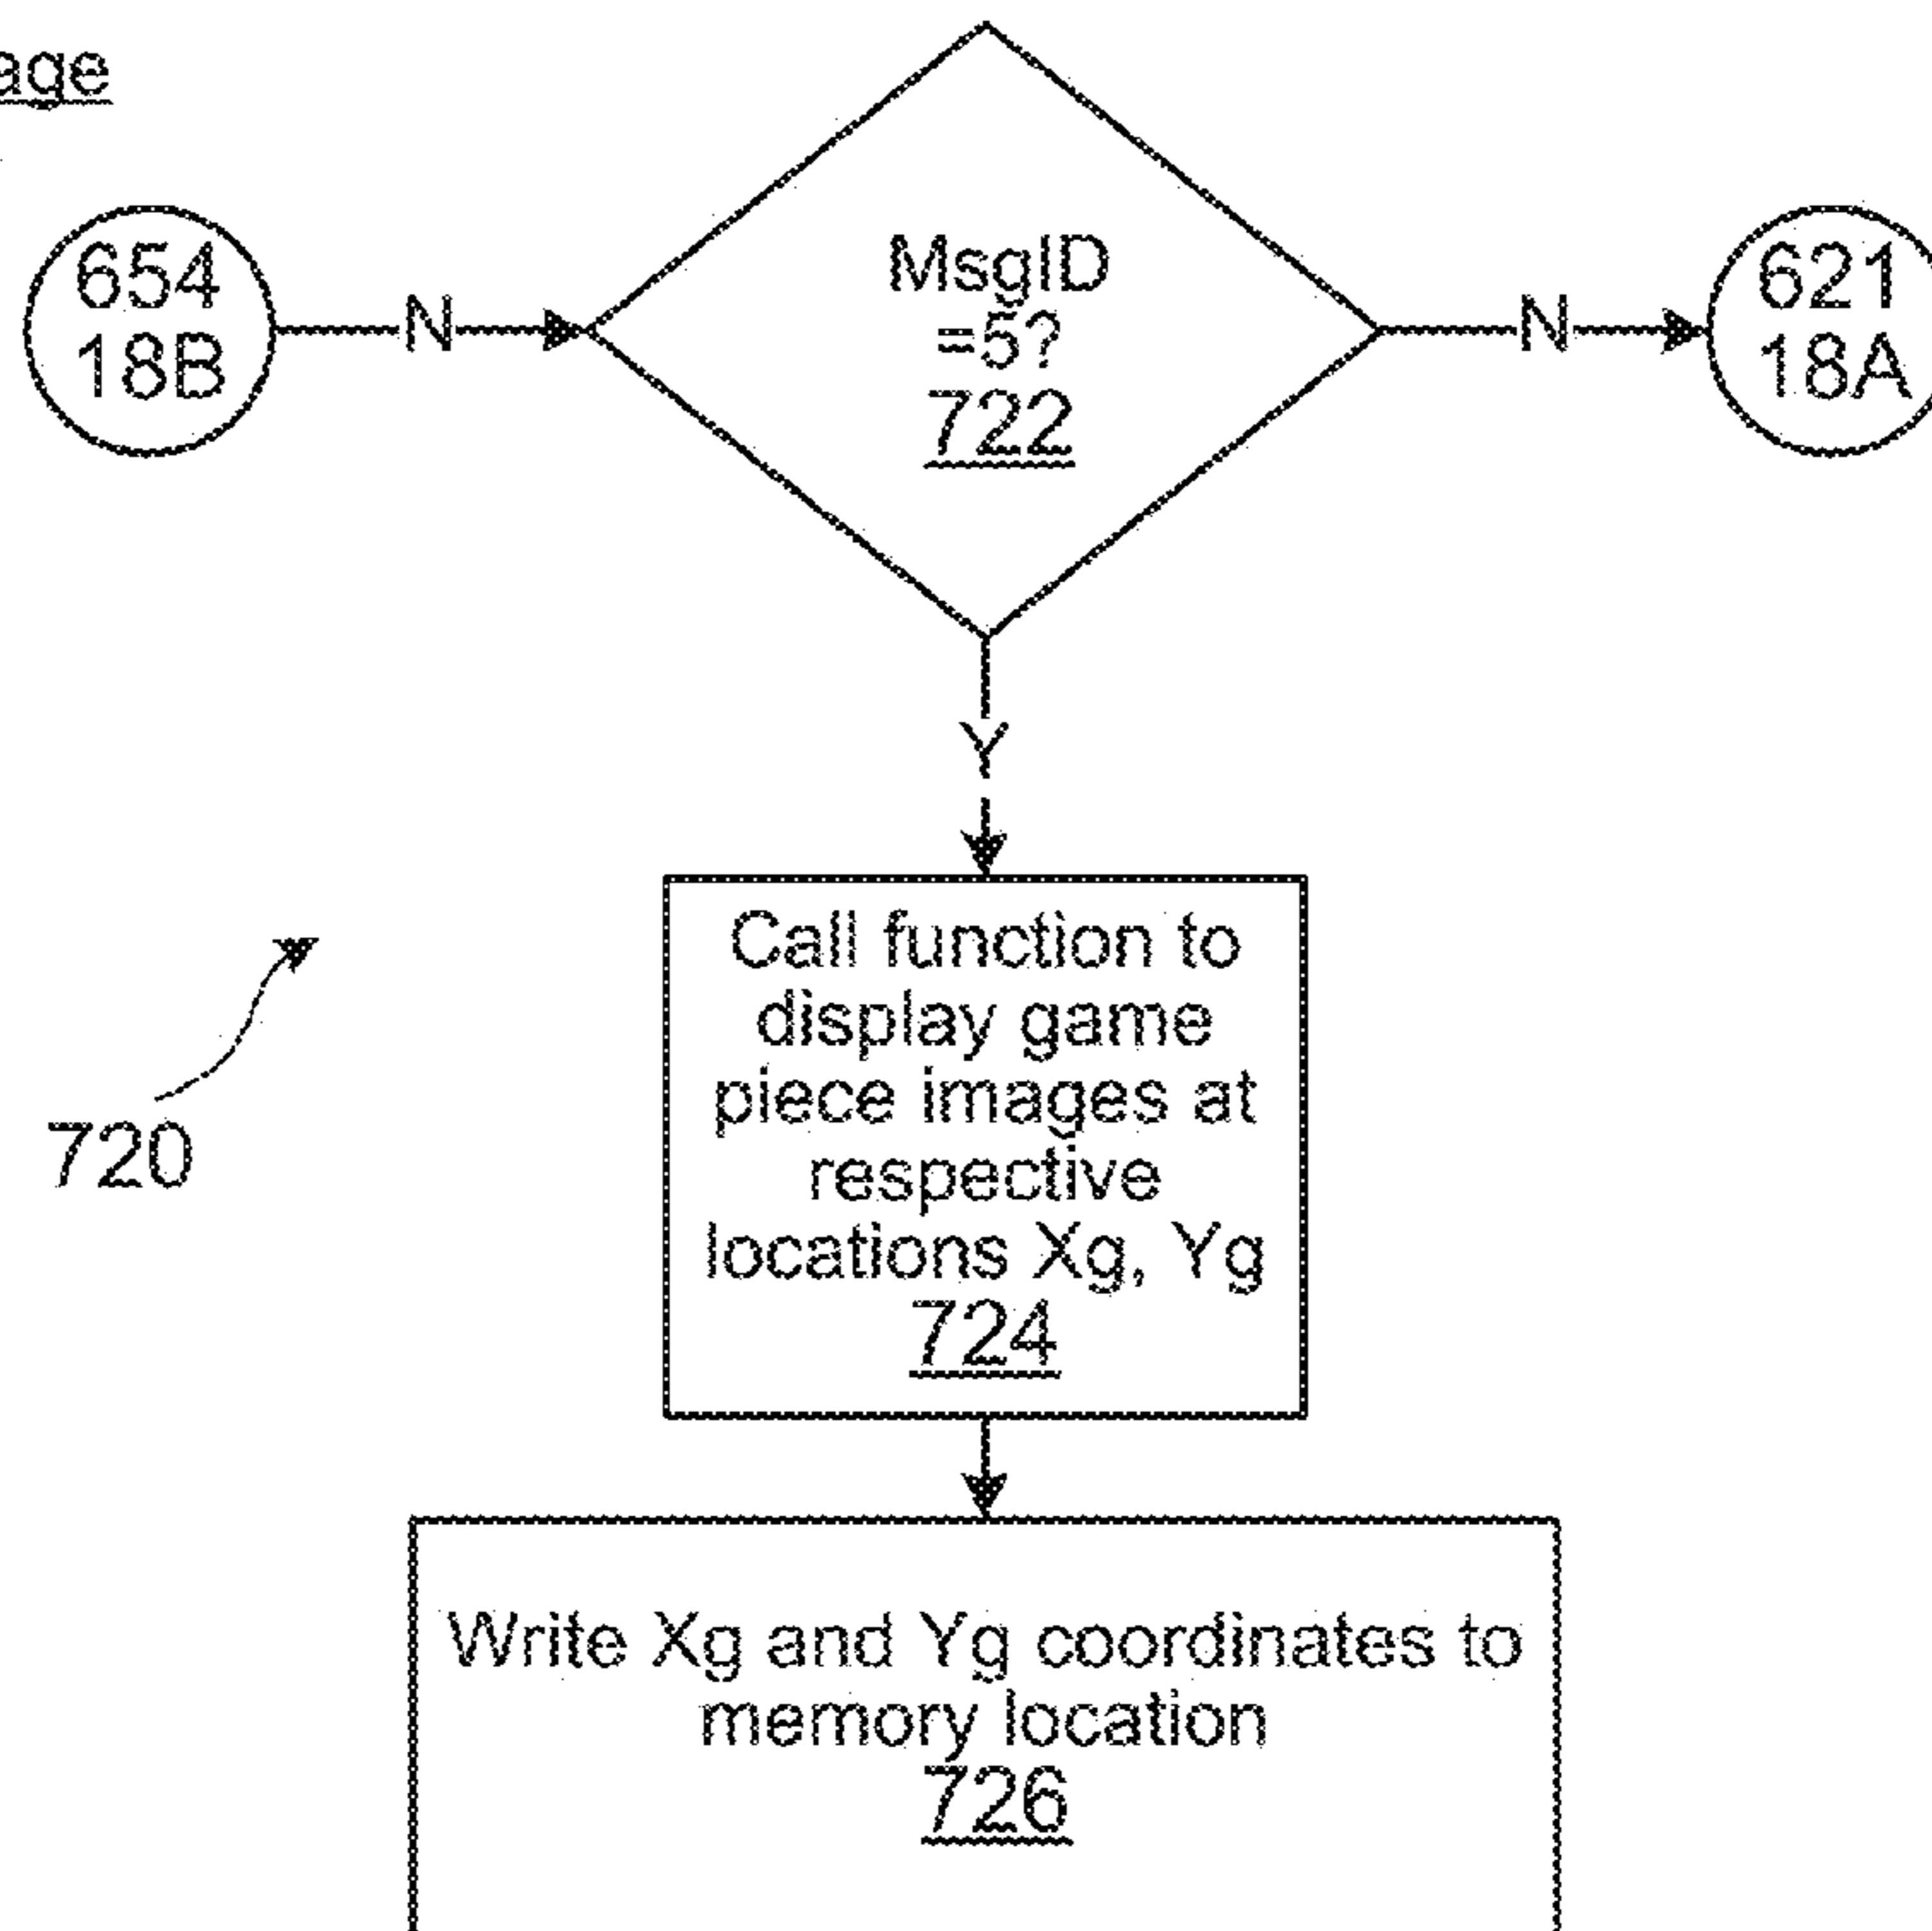 MsgID
=5?
722
654
18B
N
N
621
18A
Y
Call function to
display game
piece images at
respective
locations Xg, Yg
724
720
Write Xg and Yg coordinates to
memory location
726